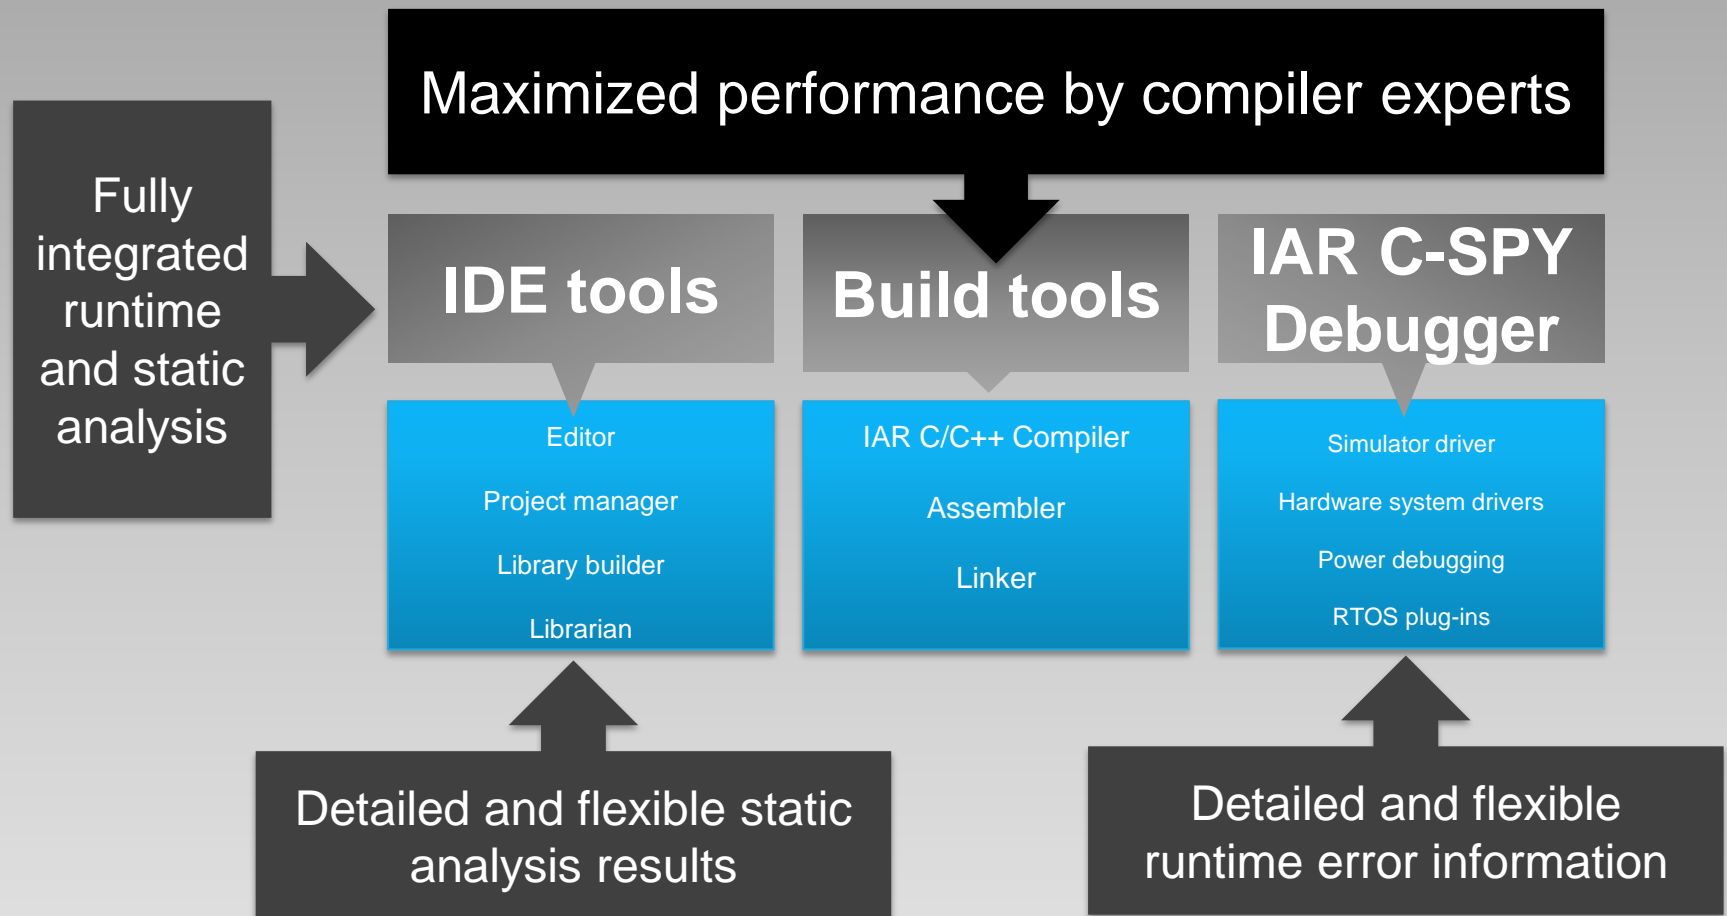 Maximized performance by compiler experts
Fully
integrated
runtime
and static
analysis
IDE tools
Build tools
IAR C-SPY
Debugger
Editor
Project manager
Library builder
Librarian
IAR C/C++ Compiler
Assembler
Linker
Simulator driver
Hardware system drivers
Power debugging
RTOS plug-ins
Detailed and flexible static
analysis results
Detailed and flexible
runtime error information